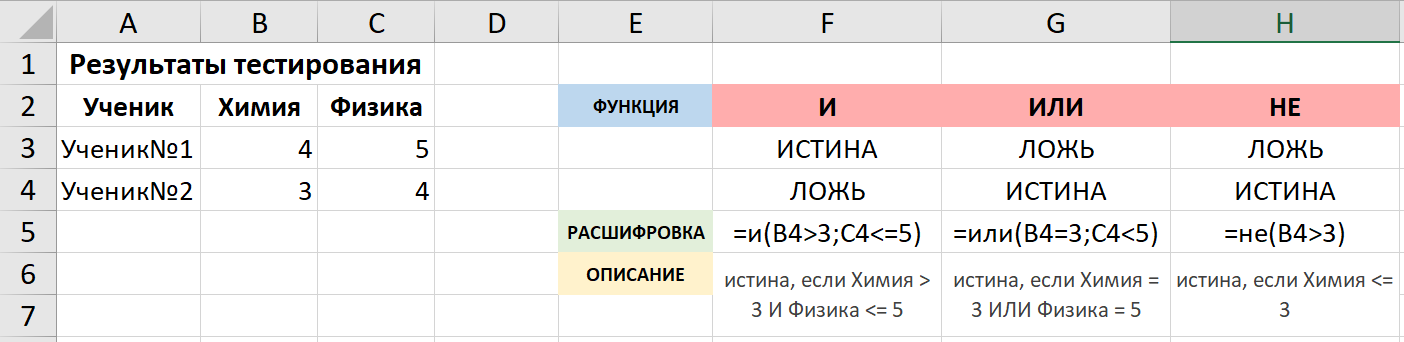 A B C D E F G H
1 Результаты тестирования
2 Ученик Химия Физика ФУНКЦИЯ И ИЛИ НЕ
3 Ученик№1 4 5 ИСТИНА ЛОЖЬ ЛОЖЬ
4 Ученик№2 3 4 ЛОЖЬ ИСТИНА ИСТИНА
5 РАСШИФРОВКА =и(B4>3;C4<=5) =или(B4=3;C4<5) =не(B4>3)
6 ОПИСАНИЕ истина, если Химия > истина, если Химия = истина, если Химия <=
7 3 И Физика <= 5 3 ИЛИ Физика = 5 3